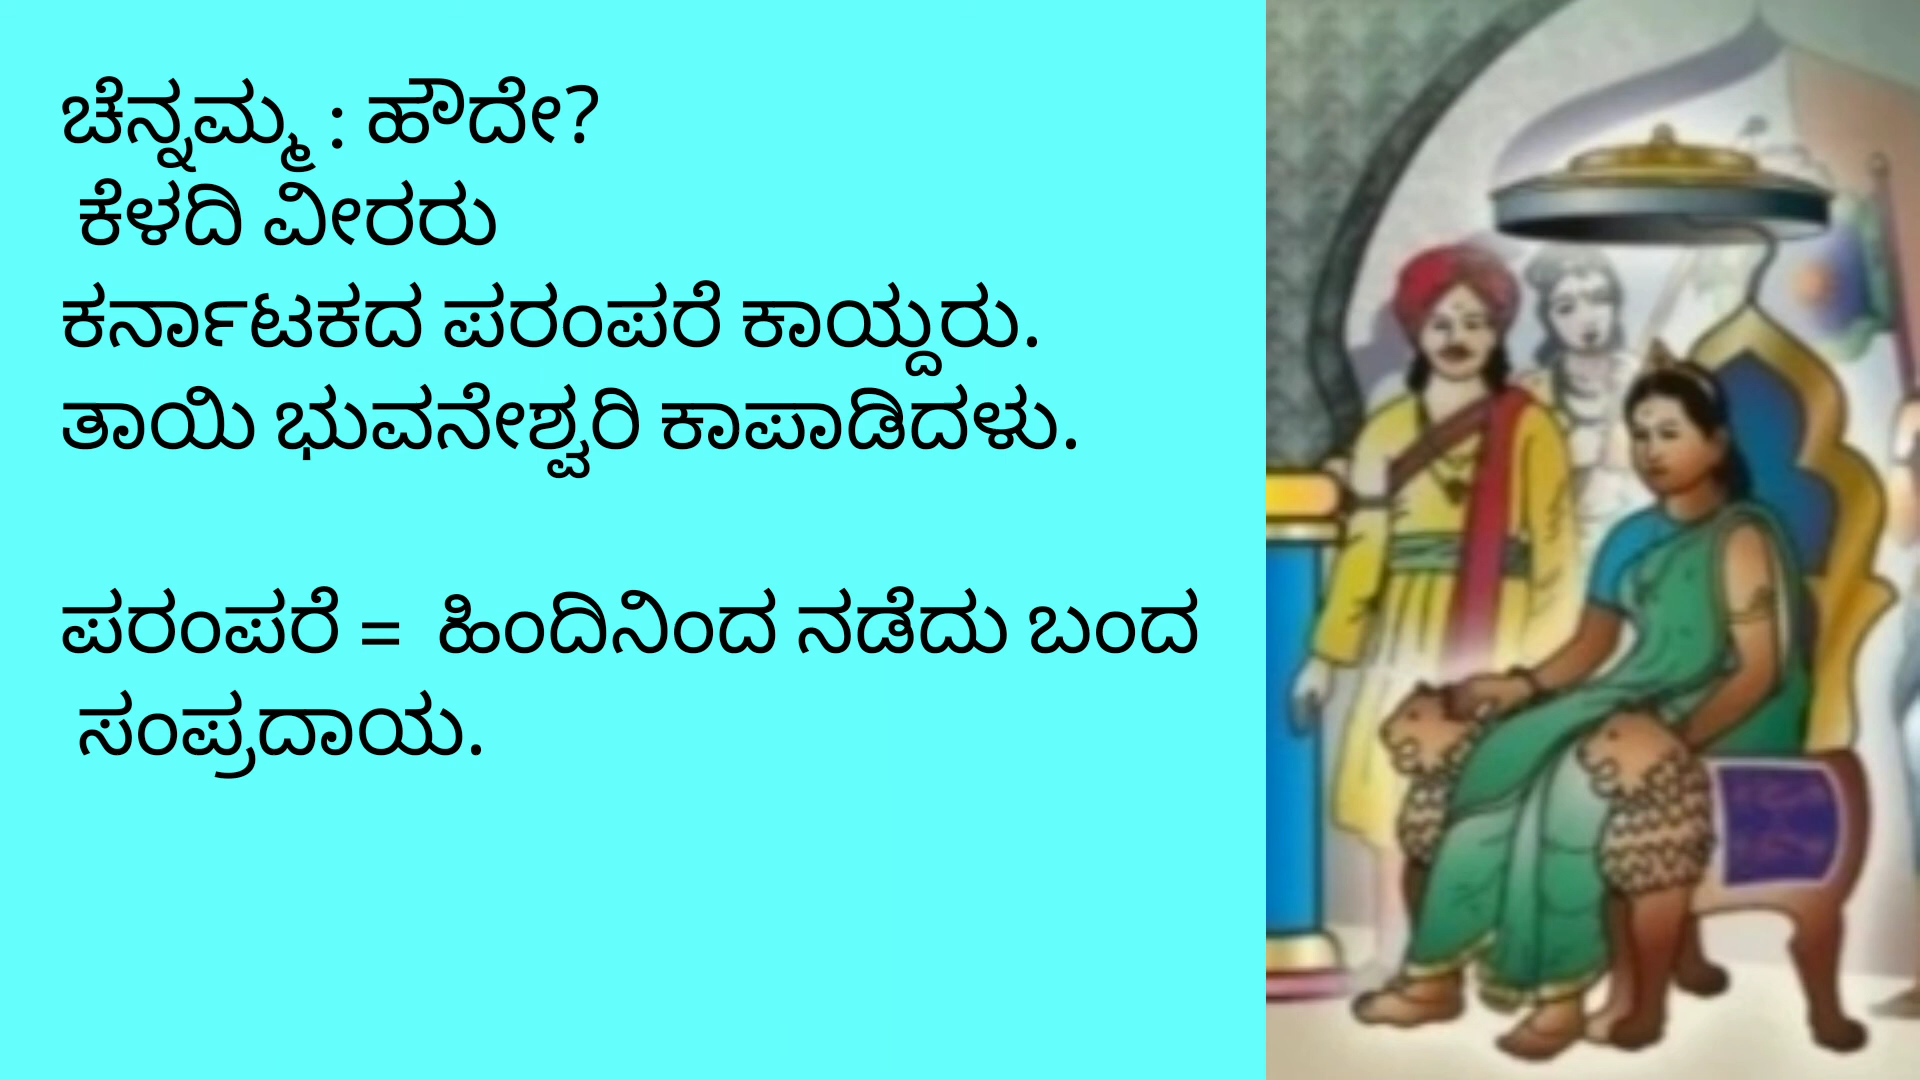 ಚೆನ್ನಮ್ಮ : ಹೌದೇ?
ಕೆಳದಿ ವೀರರು
ಕರ್ನಾಟಕದ ಪರಂಪರೆ ಕಾಯ್ದರು.
ತಾಯಿ ಭುವನೇಶ್ವರಿ ಕಾಪಾಡಿದಳು.
ಪರಂಪರೆ = ಹಿಂದಿನಿಂದ ನಡೆದು ಬಂದ
ಸಂಪ್ರದಾಯ.